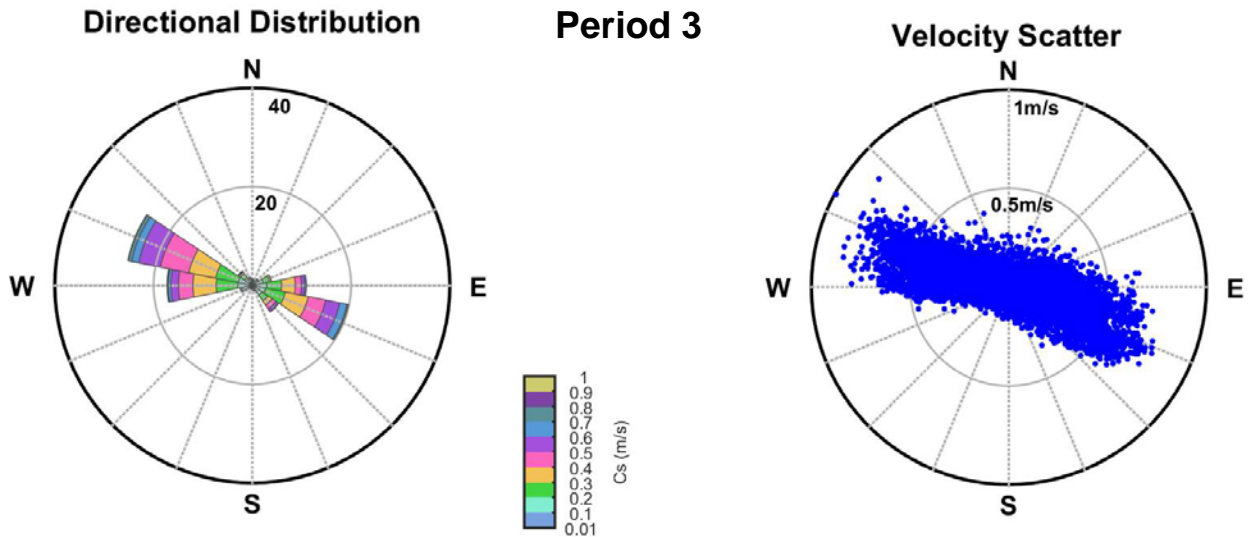 Directional Distribution
Period 3
Velocity Scatter
N
40
20
W
E
S
1
0.9
0.8
0.7
0.6
0.5
0.4
0.3
0.2
0.1
0.01
Cs (m/s)
N
1m/s
0.5m/s
W
E
S